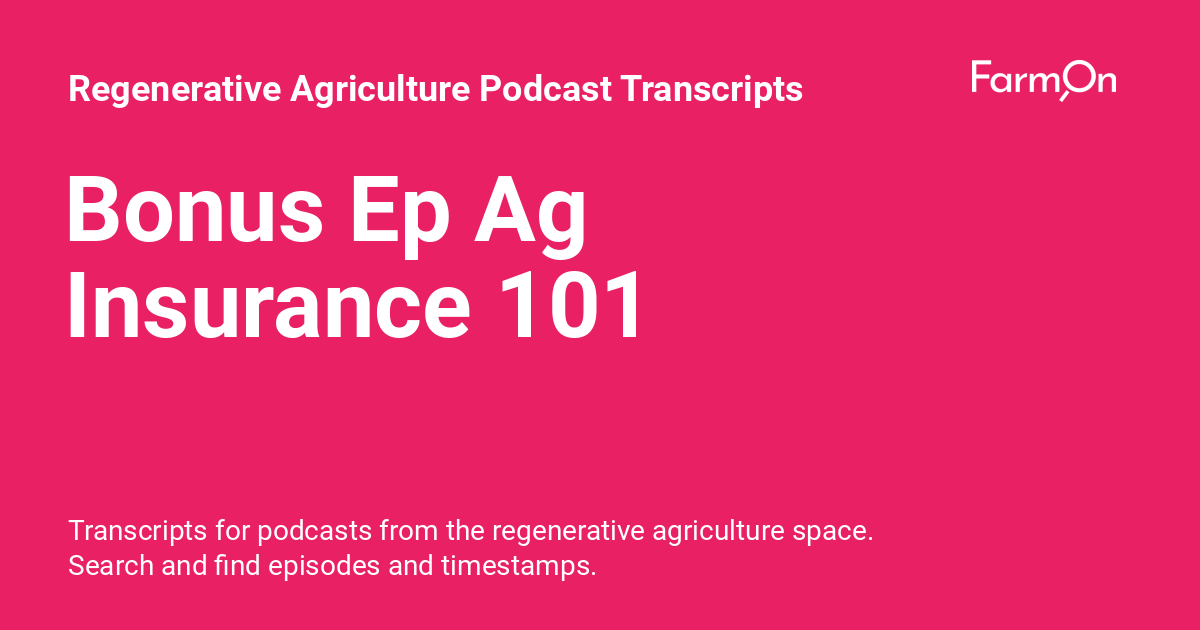 Regenerative Agriculture Podcast Transcripts
FarmOn
Bonus Ep Ag
Insurance 101
Transcripts for podcasts from the regenerative agriculture space.
Search and find episodes and timestamps.